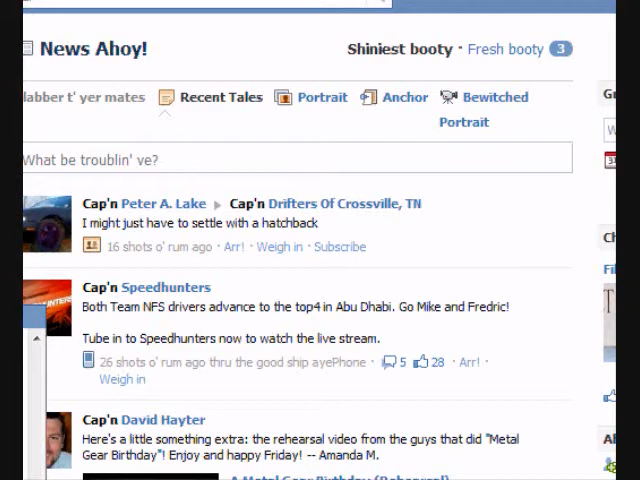 News Ahoy!
Shiniest booty · Fresh booty 3
labber t' yer mates Recent Tales Portrait Anchor Bewitched
Portrait
What be troublin' ye?
Cap'n Peter A. Lake ▸ Cap'n Drifters Of Crossville, TN
I might just have to settle with a hatchback
16 shots o' rum ago · Arr! · Weigh in · Subscribe
Cap'n Speedhunters
Both Team NFS drivers advance to the top4 in Abu Dhabi. Go Mike and Fredric!
Tube in to Speedhunters now to watch the live stream.
26 shots o' rum ago thru the good ship ayePhone · 5 28 · Arr! ·
Weigh in
Cap'n David Hayter
Here's a little something extra: the rehearsal video from the guys that did "Metal
Gear Birthday"! Enjoy and happy Friday! -- Amanda M.
A Metal Gear Birthday (Rehearsal)